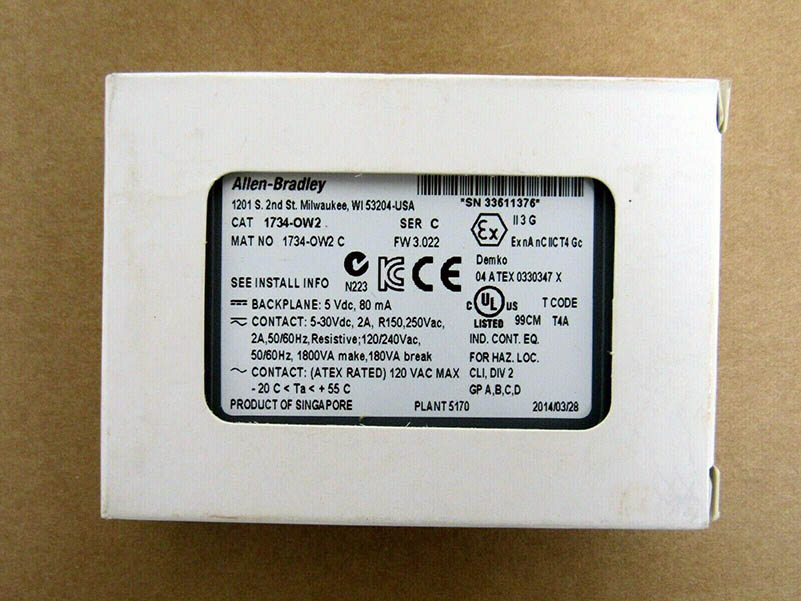 Allen-Bradley
1201 S. 2nd St. Milwaukee, WI 53204-USA
"SN 33611376"
CAT 1734-OW2 SER C
MAT NO 1734-OW2 C FW 3.022
Ex
II 3 G
Ex nA nC IIC T4 Gc
Demko
04 ATEX 0330347 X
SEE INSTALL INFO
N223
CE
BACKPLANE: 5 Vdc, 80 mA
CONTACT: 5-30Vdc, 2A, R150,250Vac,
2A,50/60Hz, Resistive; 120/240Vac,
50/60Hz, 1800VA make,180VA break
CONTACT: (ATEX RATED) 120 VAC MAX
- 20 C < Ta < + 55 C
c UL US
LISTED 99CM
T CODE
T4A
IND. CONT. EQ.
FOR HAZ. LOC.
CLI, DIV 2
GP A,B,C,D
PRODUCT OF SINGAPORE PLANT 5170 2014/03/28